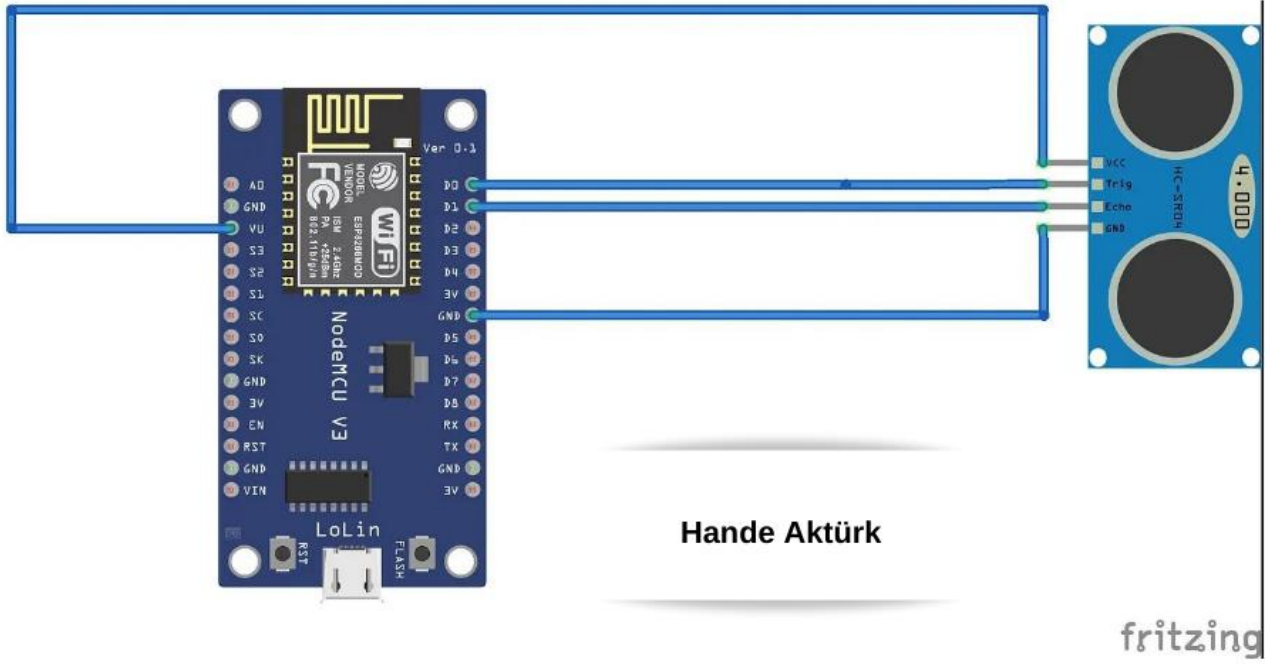 Ver 0.1
A0
GND
VU
S3
S2
S1
SC
S0
SK
GND
3V
EN
RST
GND
VIN
D0
D1
D2
D3
D4
3V
GND
D5
D6
D7
D8
RX
TX
GND
3V
MODEL
VENDOR
ESP8266MOD
FC
WiFi
ISM 2.4GHz
PA +25dBm
802.11b/g/n
NodeMCU V3
LoLin
RST
FLASH
VCC
Trig
Echo
GND
HC-SR04
4.000
Hande Aktürk
fritzing